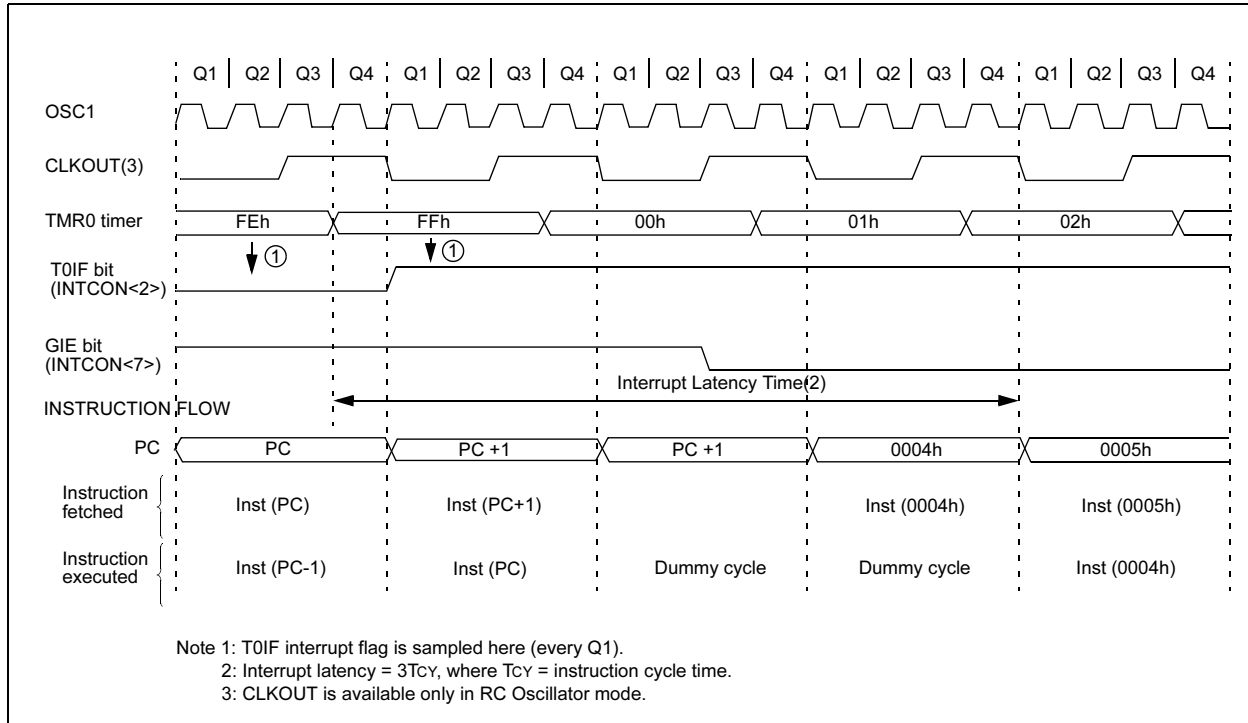 Q1 Q2 Q3 Q4 Q1 Q2 Q3 Q4 Q1 Q2 Q3 Q4 Q1 Q2 Q3 Q4 Q1 Q2 Q3 Q4
OSC1
CLKOUT(3)
TMR0 timer FEh FFh 00h 01h 02h
1 1
T0IF bit
(INTCON<2>)
GIE bit
(INTCON<7>)
Interrupt Latency Time(2)
INSTRUCTION FLOW
PC PC PC +1 PC +1 0004h 0005h
Instruction
fetched
Inst (PC) Inst (PC+1) Inst (0004h) Inst (0005h)
Instruction
executed
Inst (PC-1) Inst (PC) Dummy cycle Dummy cycle Inst (0004h)
Note 1: T0IF interrupt flag is sampled here (every Q1).
2: Interrupt latency = 3TCY, where TCY = instruction cycle time.
3: CLKOUT is available only in RC Oscillator mode.